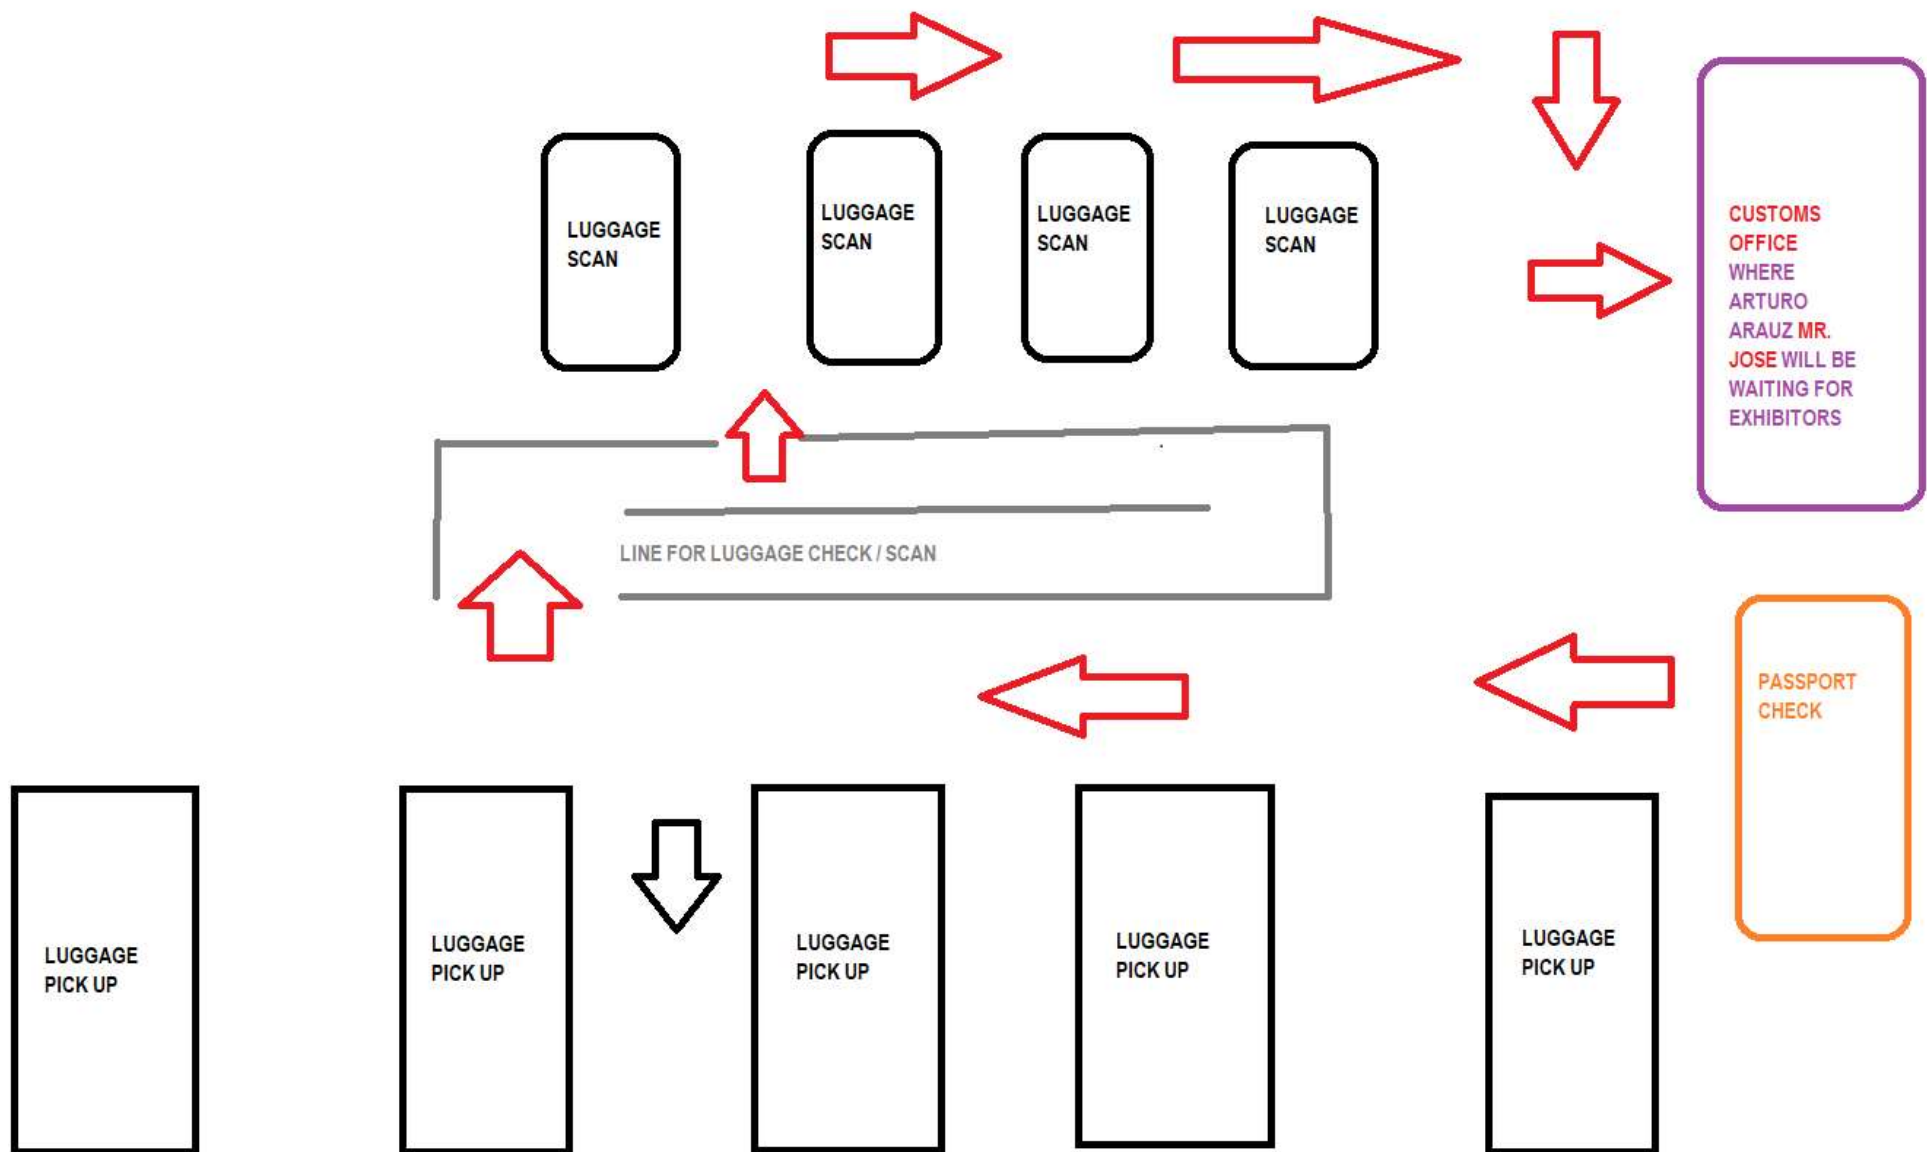 LUGGAGE
SCAN
LUGGAGE
SCAN
LUGGAGE
SCAN
LUGGAGE
SCAN
CUSTOMS
OFFICE
WHERE
ARTURO
ARAUZ MR.
JOSE WILL BE
WAITING FOR
EXHIBITORS
LINE FOR LUGGAGE CHECK / SCAN
PASSPORT
CHECK
LUGGAGE
PICK UP
LUGGAGE
PICK UP
LUGGAGE
PICK UP
LUGGAGE
PICK UP
LUGGAGE
PICK UP